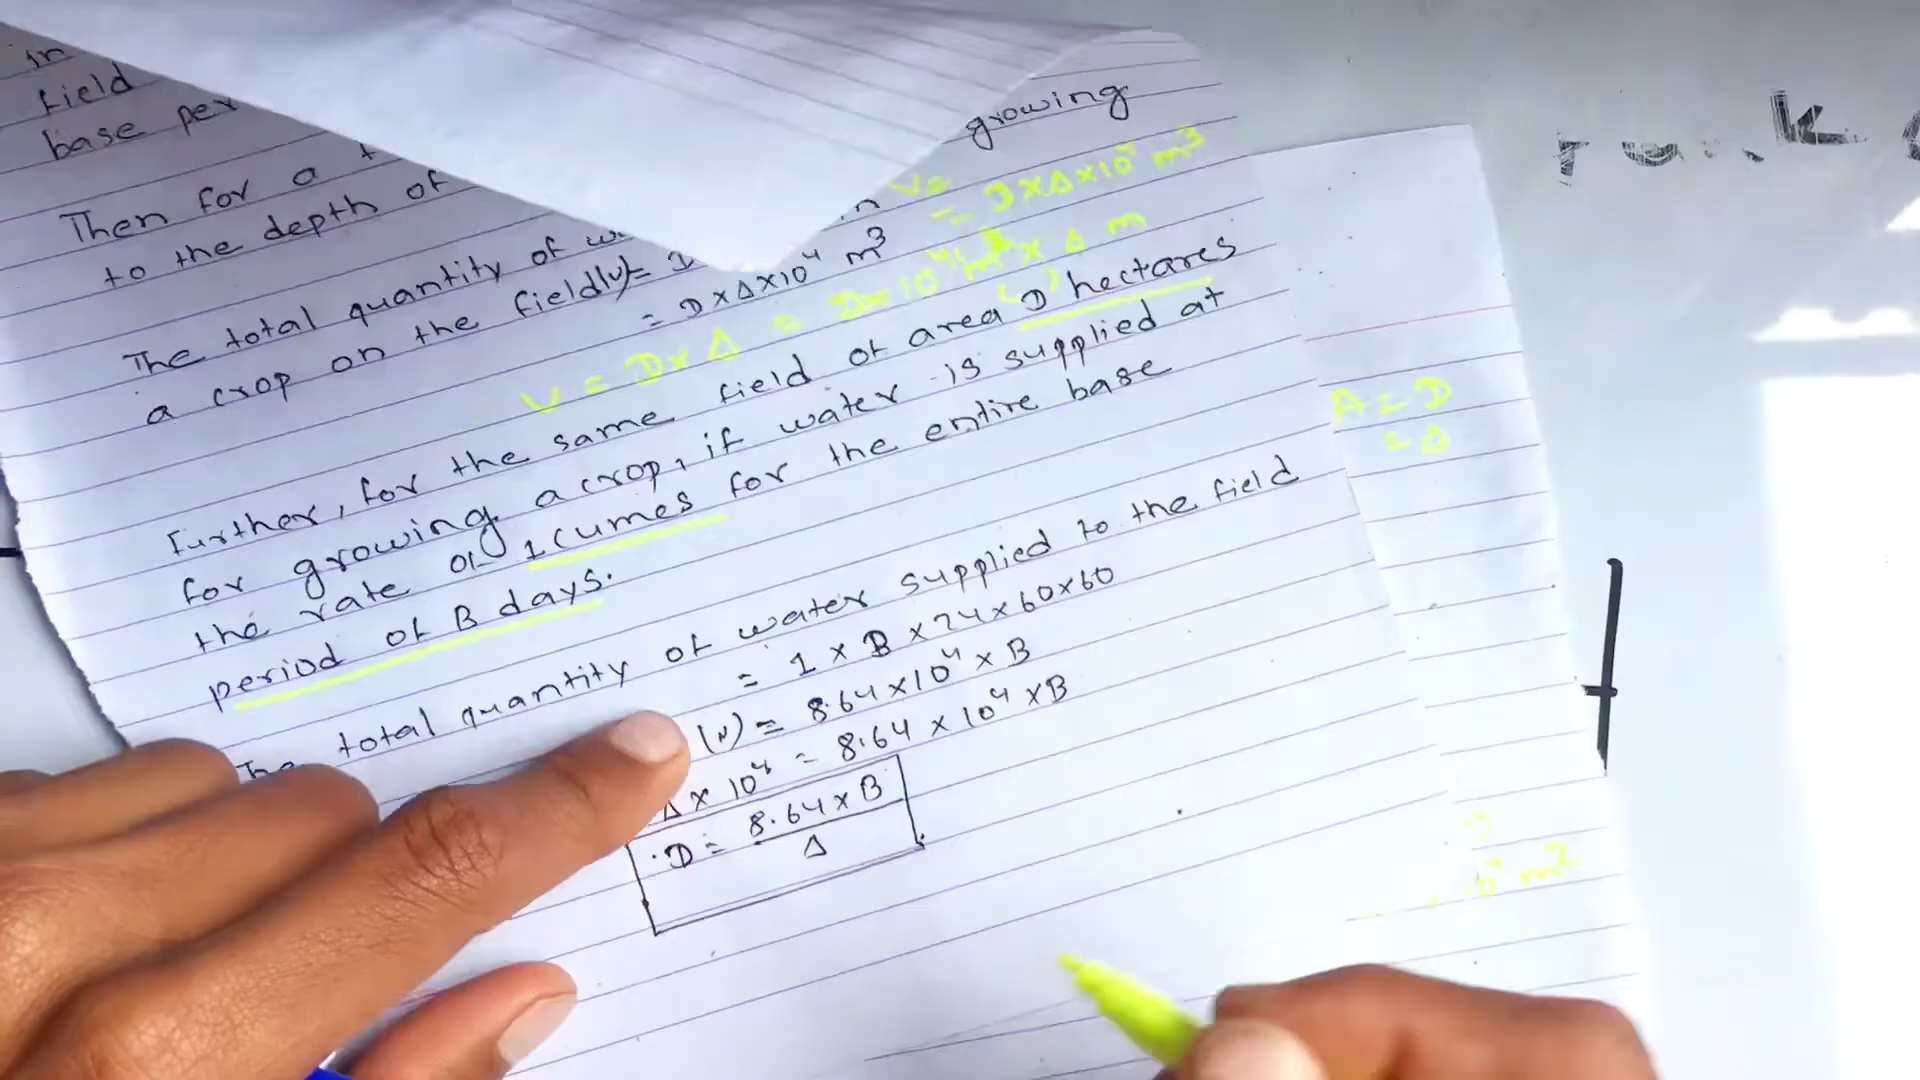 in
field
base per
growing
Then for a
to the depth of
V=
= D×Δ×10⁴ m³
The total quantity of
a crop on the field(v)=
= D×Δ×10⁴ m³
V = D×Δ = D×10⁴ m² × Δ m
Further, for the same field of area D hectares
for growing a crop, if water is supplied at
the rate of 1 cumes for the entire base
period of B days.
A = D
= Δ
total quantity of water supplied to the field
= 1 × B × 24×60×60
(v) = 8.64×10⁴ × B
Δ× 10⁴ = 8.64 × 10⁴ ×B
D = 8.64×B
Δ
m²